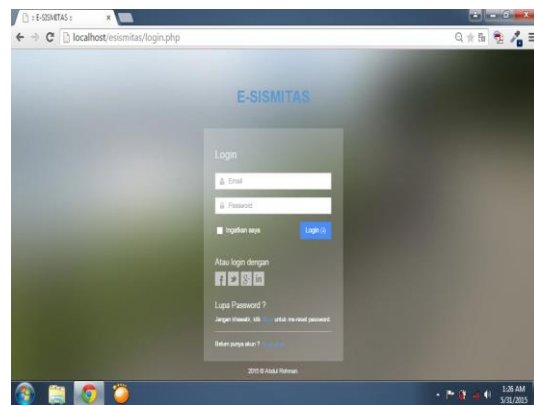 : E-SISMITAS :
localhost/esismitas/login.php
E-SISMITAS
Login
Email
Password
Ingatkan saya
Login
Atau login dengan
Lupa Password ?
Jangan khawatir, klik untuk me-reset password.
Belum punya akun ?
2015 © Abdul Rohman.
1:26 AM
5/31/2015